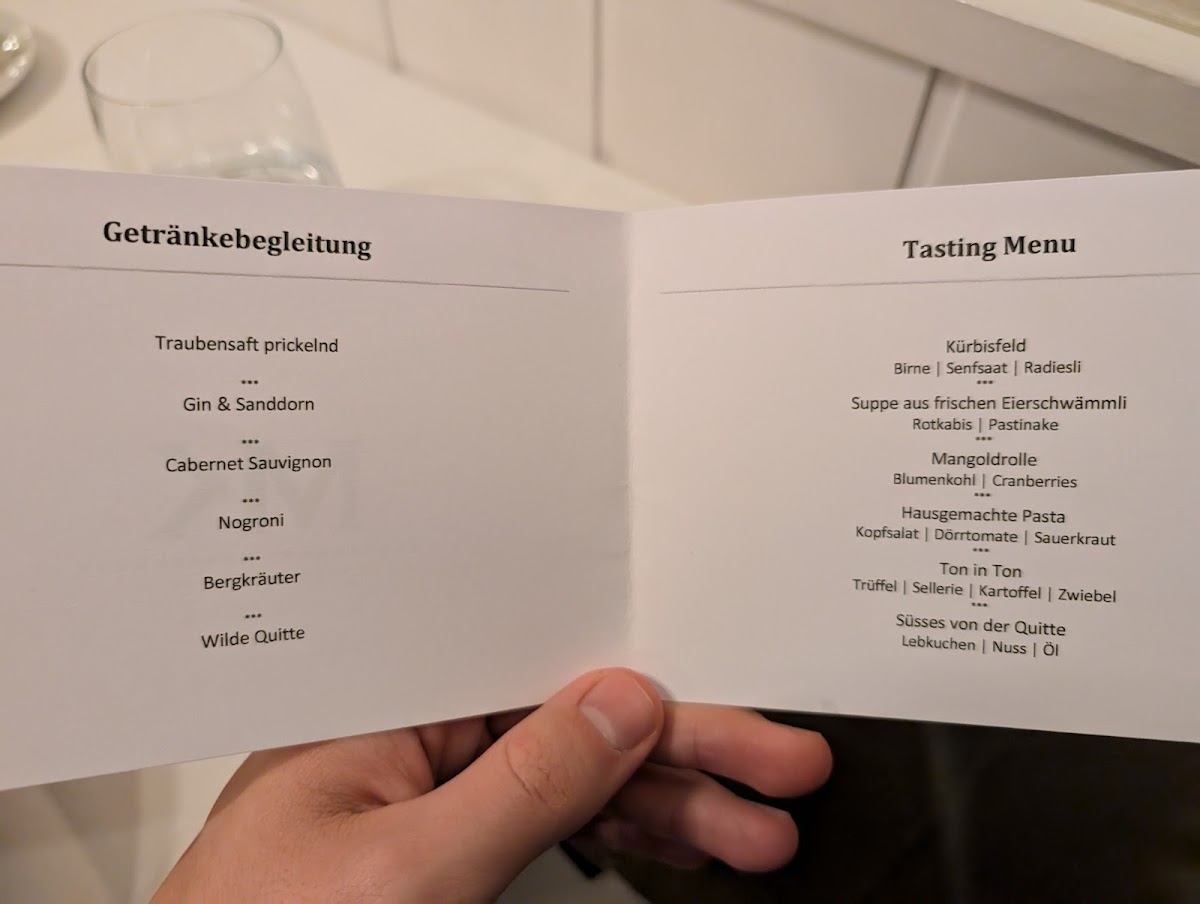 Getränkebegleitung
Traubensaft prickelnd
...
Gin & Sanddorn
...
Cabernet Sauvignon
...
Nogroni
...
Bergkräuter
...
Wilde Quitte
Tasting Menu
Kürbisfeld
Birne | Senfsaat | Radiesli
...
Suppe aus frischen Eierschwämmli
Rotkabis | Pastinake
...
Mangoldrolle
Blumenkohl | Cranberries
...
Hausgemachte Pasta
Kopfsalat | Dörrtomate | Sauerkraut
...
Ton in Ton
Trüffel | Sellerie | Kartoffel | Zwiebel
...
Süsses von der Quitte
Lebkuchen | Nuss | Öl